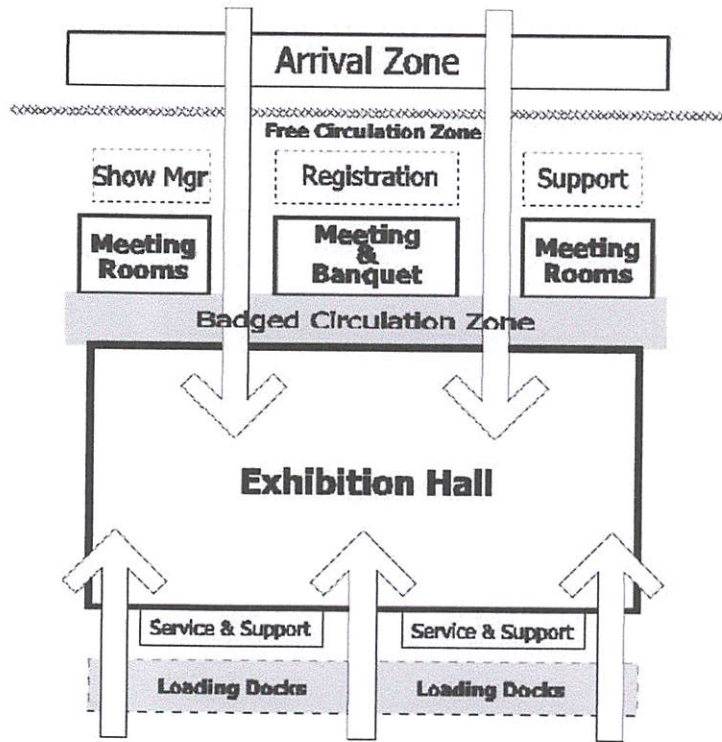 Arrival Zone
Free Circulation Zone
Show Mgr
Registration
Support
Meeting
Rooms
Meeting
&
Banquet
Meeting
Rooms
Badged Circulation Zone
Exhibition Hall
Service & Support
Service & Support
Loading Docks
Loading Docks